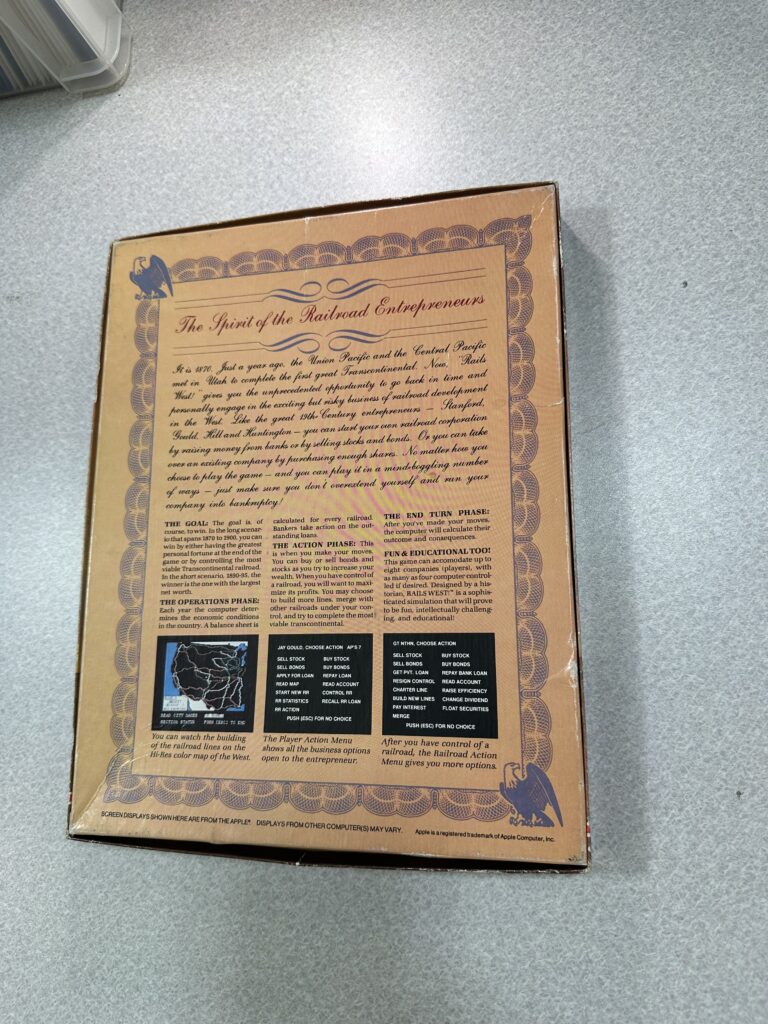 The Spirit of the Railroad Entrepreneurs
It is 1870. Just a year ago, the Union Pacific and the Central Pacific
met in Utah to complete the first great Transcontinental. Now, "Rails
West!" gives you the unprecedented opportunity to go back in time and
personally engage in the exciting but risky business of railroad development
in the West. Like the great 19th Century entrepreneurs — Stanford,
Gould, Hill and Huntington — you can start your own railroad corporation
by raising money from banks or by selling stocks and bonds. Or you can take
over an existing company by purchasing enough shares. No matter how you
choose to play the game — and you can play it in a mind-boggling number
of ways — just make sure you don't overextend yourself and run your
company into bankruptcy!
THE GOAL: The goal is, of
course, to win. In the long scenar-
io that spans 1870 to 1900, you can
win by either having the greatest
personal fortune at the end of the
game or by controlling the most
viable Transcontinental railroad.
In the short scenario, 1890-95, the
winner is the one with the largest
net worth.
THE OPERATIONS PHASE:
Each year the computer deter-
mines the economic conditions
in the country. A balance sheet is
calculated for every railroad.
Bankers take action on the out-
standing loans.
THE ACTION PHASE: This
is when you make your moves.
You can buy or sell bonds and
stocks as you try to increase your
wealth. When you have control of
a railroad, you will want to maxi-
mize its profits. You may choose
to build more lines, merge with
other railroads under your con-
trol, and try to complete the most
viable transcontinental.
THE END TURN PHASE:
After you've made your moves,
the computer will calculate their
outcome and consequences.
FUN & EDUCATIONAL TOO!
This game can accomodate up to
eight companies (players), with
as many as four computer control-
led if desired. Designed by a his-
torian, RAILS WEST!™ is a sophis-
ticated simulation that will prove
to be fun, intellectually challeng-
ing, and educational!
READ CITY DATES
SECTION STATUS PUSH (ESC) TO END
You can watch the building
of the railroad lines on the
Hi-Res color map of the West.
JAY GOULD, CHOOSE ACTION AP'S 7
SELL STOCK BUY STOCK
SELL BONDS BUY BONDS
APPLY FOR LOAN REPAY LOAN
READ MAP READ ACCOUNT
START NEW RR CONTROL RR
RR STATISTICS RECALL RR LOAN
RR ACTION
PUSH (ESC) FOR NO CHOICE
The Player Action Menu
shows all the business options
open to the entrepreneur.
GT NTHN, CHOOSE ACTION
SELL STOCK BUY STOCK
SELL BONDS BUY BONDS
GET PVT. LOAN REPAY BANK LOAN
RESIGN CONTROL READ ACCOUNT
CHARTER LINE RAISE EFFICIENCY
BUILD NEW LINES CHANGE DIVIDEND
PAY INTEREST FLOAT SECURITIES
MERGE
PUSH (ESC) FOR NO CHOICE
After you have control of a
railroad, the Railroad Action
Menu gives you more options.
SCREEN DISPLAYS SHOWN HERE ARE FROM THE APPLE®. DISPLAYS FROM OTHER COMPUTER(S) MAY VARY. Apple is a registered trademark of Apple Computer, Inc.